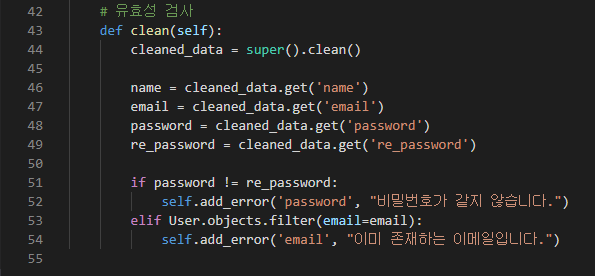 42 # 유효성 검사
43 def clean(self):
44 cleaned_data = super().clean()
45
46 name = cleaned_data.get('name')
47 email = cleaned_data.get('email')
48 password = cleaned_data.get('password')
49 re_password = cleaned_data.get('re_password')
50
51 if password != re_password:
52 self.add_error('password', "비밀번호가 같지 않습니다.")
53 elif User.objects.filter(email=email):
54 self.add_error('email', "이미 존재하는 이메일입니다.")
55